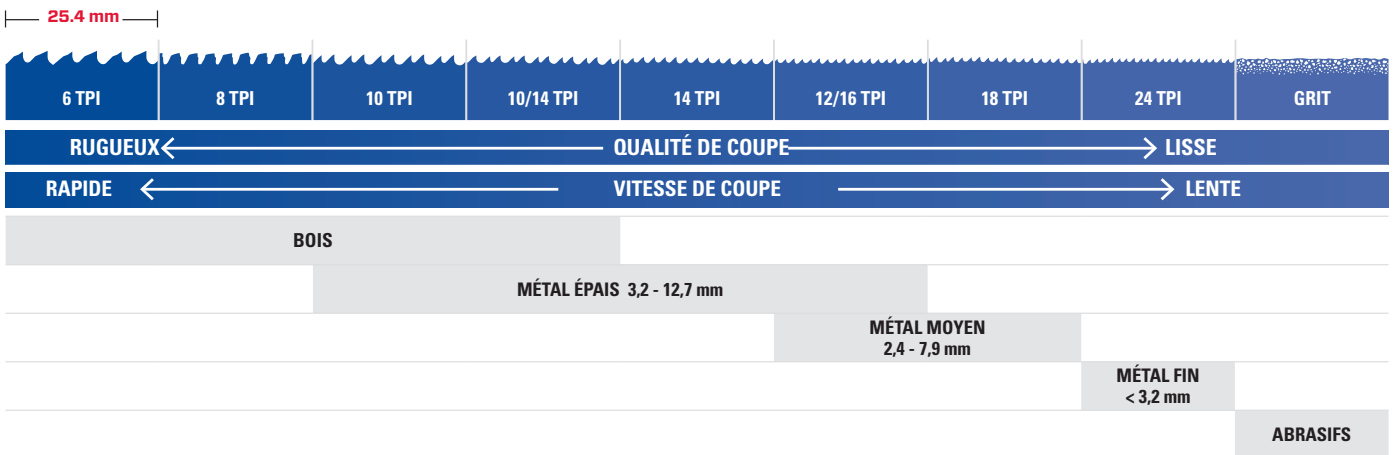 25.4 mm
6 TPI
8 TPI
10 TPI
10/14 TPI
14 TPI
12/16 TPI
18 TPI
24 TPI
GRIT
RUGUEUX QUALITÉ DE COUPE LISSE
RAPIDE VITESSE DE COUPE LENTE
BOIS
MÉTAL ÉPAIS 3,2 - 12,7 mm
MÉTAL MOYEN
2,4 - 7,9 mm
MÉTAL FIN
< 3,2 mm
ABRASIFS